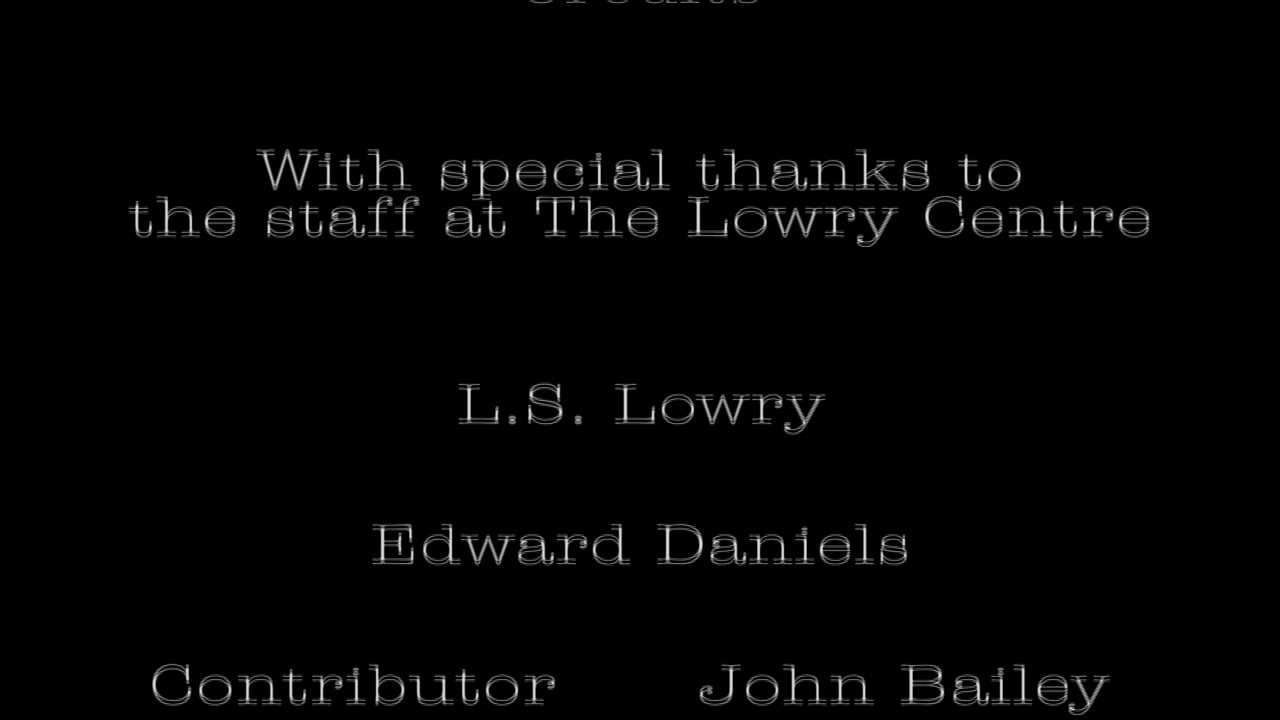 With special thanks to
the staff at The Lowry Centre
L.S. Lowry
Edward Daniels
Contributor John Bailey